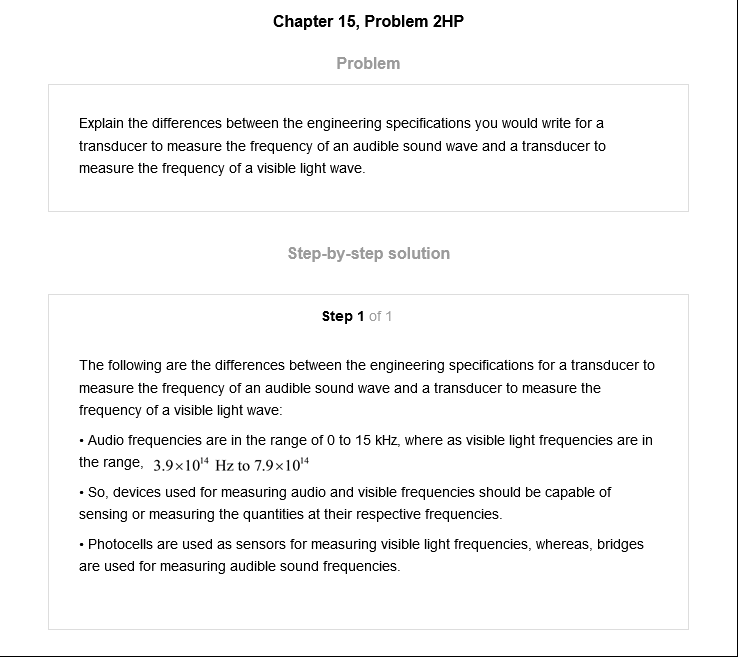 Chapter 15, Problem 2HP
Problem
Explain the differences between the engineering specifications you would write for a
transducer to measure the frequency of an audible sound wave and a transducer to
measure the frequency of a visible light wave.
Step-by-step solution
Step 1 of 1
The following are the differences between the engineering specifications for a transducer to
measure the frequency of an audible sound wave and a transducer to measure the
frequency of a visible light wave:
• Audio frequencies are in the range of 0 to 15 kHz, where as visible light frequencies are in
the range, 3.9×10¹⁴ Hz to 7.9×10¹⁴
• So, devices used for measuring audio and visible frequencies should be capable of
sensing or measuring the quantities at their respective frequencies.
• Photocells are used as sensors for measuring visible light frequencies, whereas, bridges
are used for measuring audible sound frequencies.